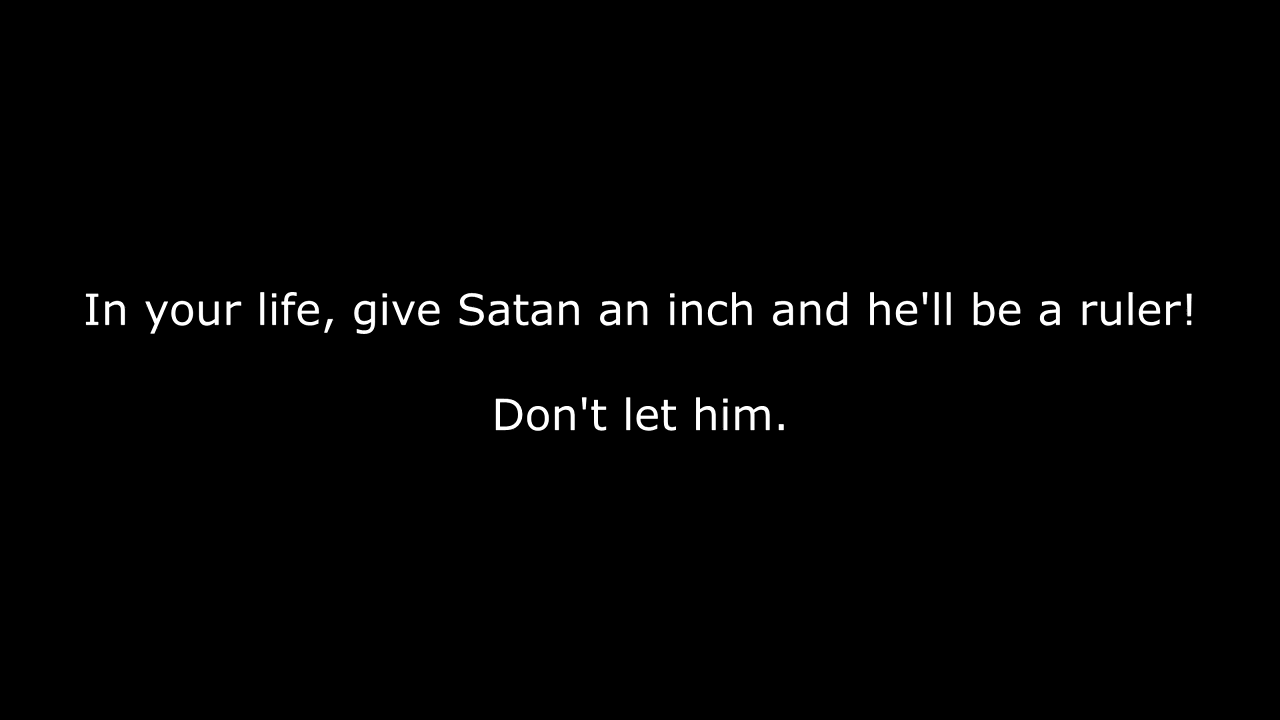 In your life, give Satan an inch and he'll be a ruler!
Don't let him.